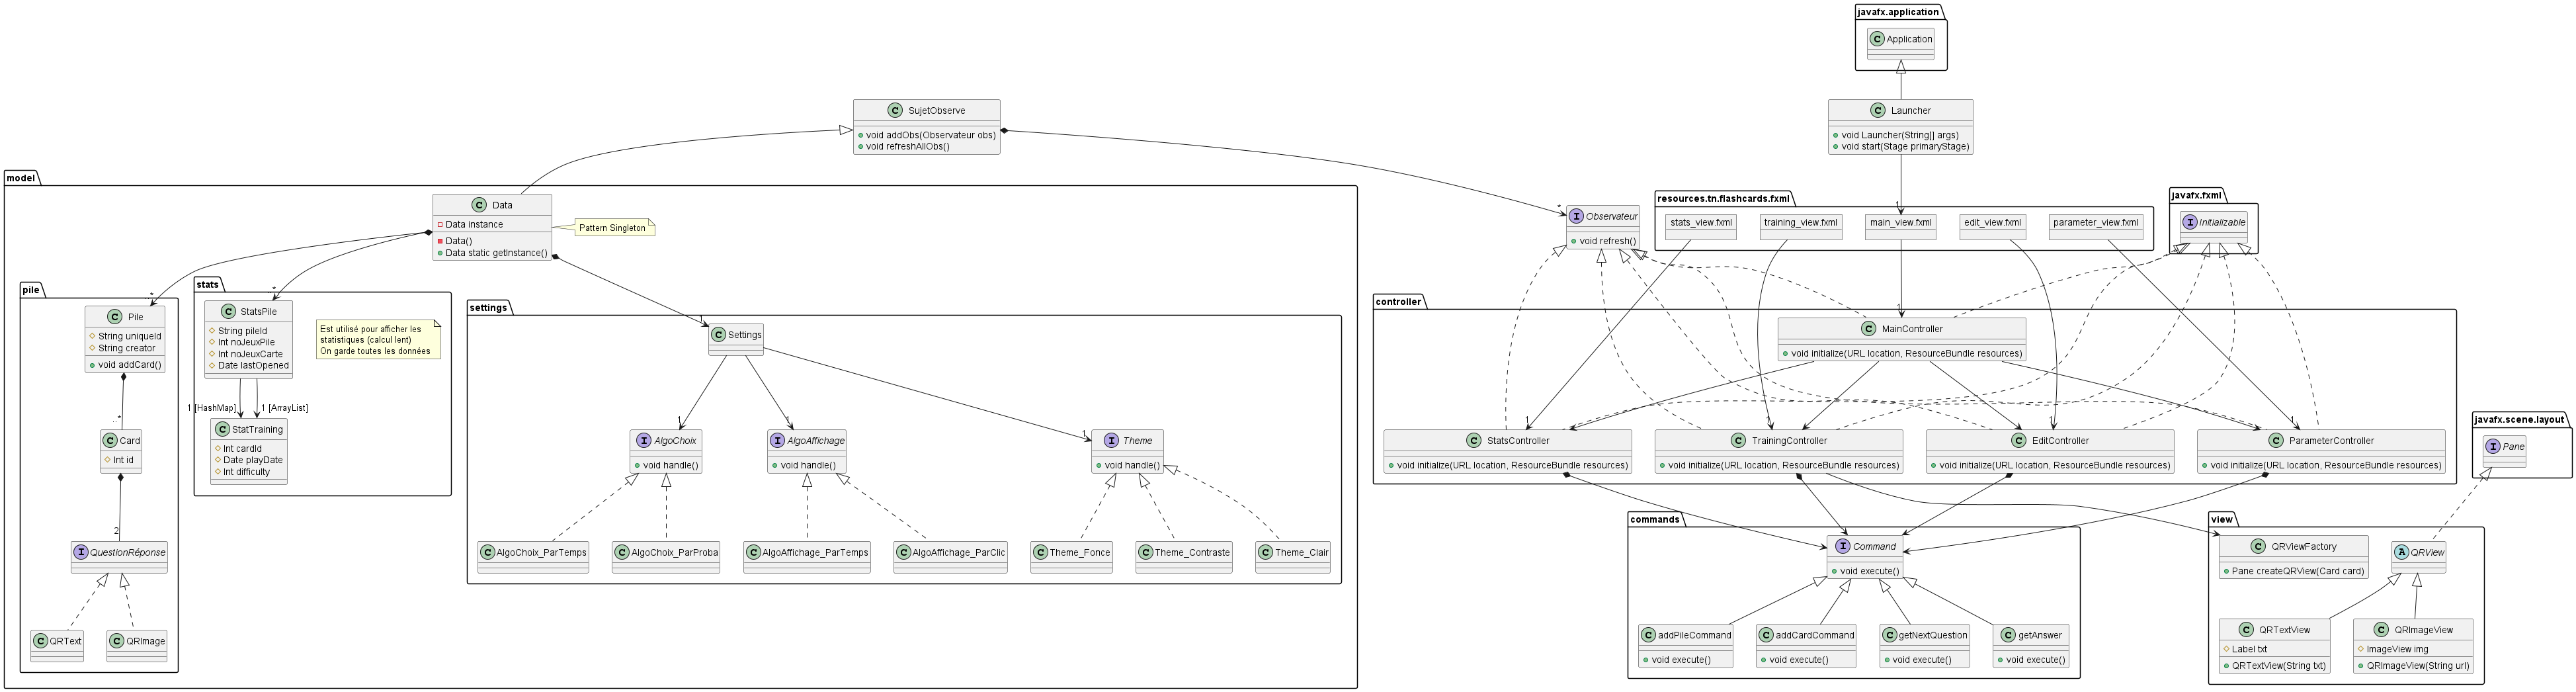 javafx.application
C Application
C SujetObserve
void addObs(Observateur obs)
void refreshAllObs()
C Launcher
void Launcher(String[] args)
void start(Stage primaryStage)
model
C Data
Data instance
Data()
Data static getInstance()
Pattern Singleton
*
I Observateur
void refresh()
resources.tn.flashcards.fxml
stats_view.fxml
training_view.fxml
1
main_view.fxml
edit_view.fxml
parameter_view.fxml
javafx.fxml
I Initializable
pile
..*
C Pile
String uniqueId
String creator
void addCard()
..*
C Card
Int id
2
I QuestionRéponse
C QRText
C QRImage
stats
..*
C StatsPile
String pileId
Int noJeuxPile
Int noJeuxCarte
Date lastOpened
Est utilisé pour afficher les
statistiques (calcul lent)
On garde toutes les données
1 [HashMap]
1 [ArrayList]
C StatTraining
Int cardId
Date playDate
Int difficulty
settings
1
C Settings
1
I AlgoChoix
void handle()
1
I AlgoAffichage
void handle()
1
I Theme
void handle()
C AlgoChoix_ParTemps
C AlgoChoix_ParProba
C AlgoAffichage_ParTemps
C AlgoAffichage_ParClic
C Theme_Fonce
C Theme_Contraste
C Theme_Clair
controller
1
C MainController
void initialize(URL location, ResourceBundle resources)
1
C StatsController
void initialize(URL location, ResourceBundle resources)
1
C TrainingController
void initialize(URL location, ResourceBundle resources)
1
C EditController
void initialize(URL location, ResourceBundle resources)
1
C ParameterController
void initialize(URL location, ResourceBundle resources)
javafx.scene.layout
I Pane
commands
I Command
void execute()
C addPileCommand
void execute()
C addCardCommand
void execute()
C getNextQuestion
void execute()
C getAnswer
void execute()
view
C QRViewFactory
Pane createQRView(Card card)
A QRView
C QRTextView
Label txt
QRTextView(String txt)
C QRImageView
ImageView img
QRImageView(String url)